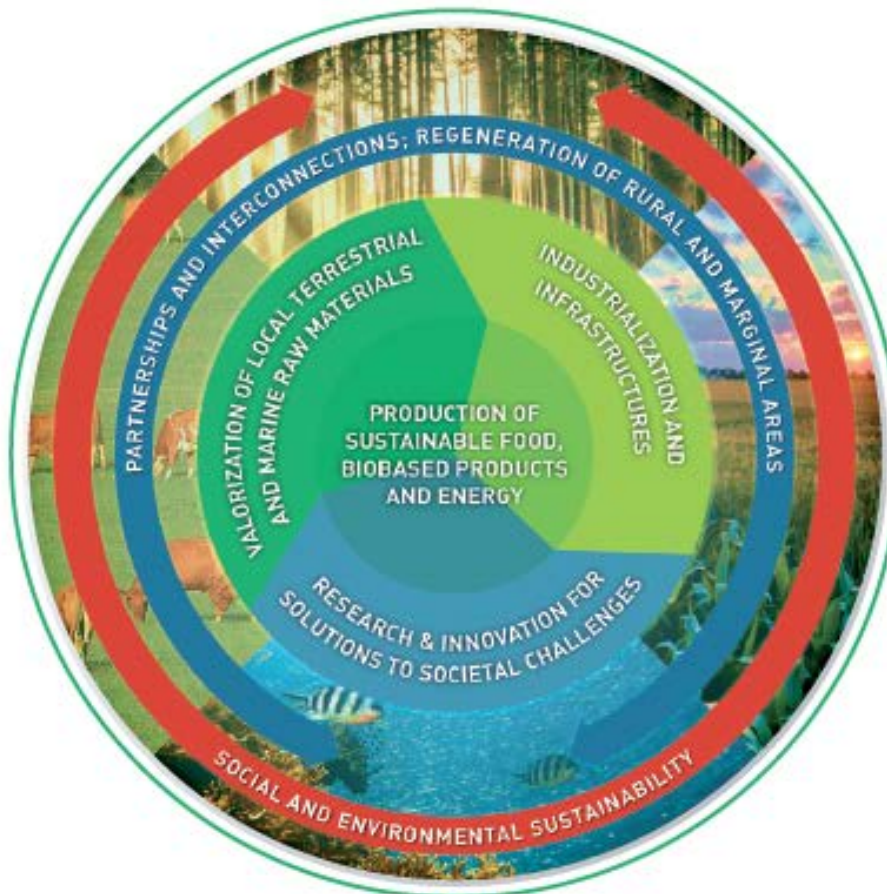 PARTNERSHIPS AND INTERCONNECTIONS; REGENERATION OF RURAL AND MARGINAL AREAS
VALORIZATION OF LOCAL TERRESTRIAL
AND MARINE RAW MATERIALS
INDUSTRIALIZATION AND
INFRASTRUCTURES
PRODUCTION OF
SUSTAINABLE FOOD,
BIOBASED PRODUCTS
AND ENERGY
RESEARCH & INNOVATION FOR
SOLUTIONS TO SOCIETAL CHALLENGES
SOCIAL AND ENVIRONMENTAL SUSTAINABILITY